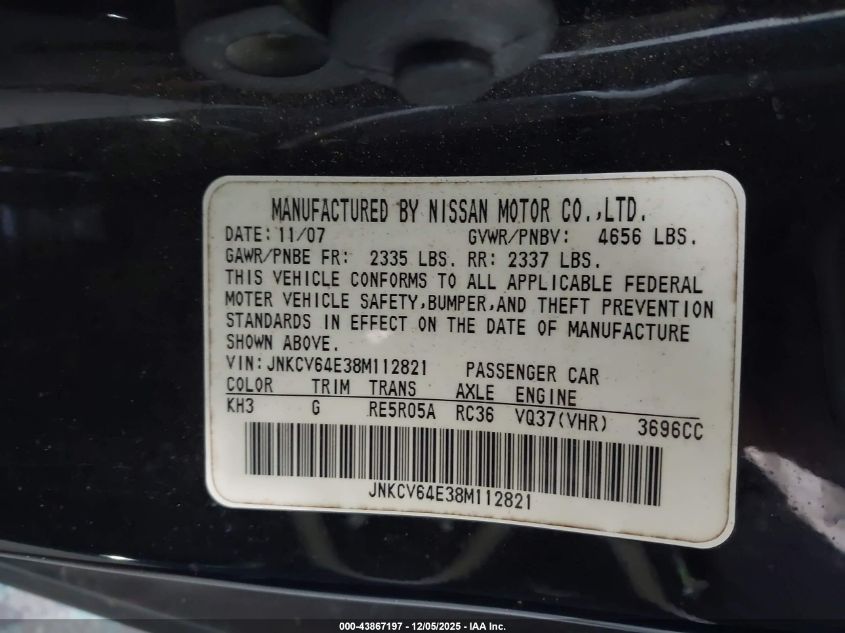 MANUFACTURED BY NISSAN MOTOR CO.,LTD.
DATE: 11/07 GVWR/PNBV: 4656 LBS.
GAWR/PNBE FR: 2335 LBS. RR: 2337 LBS.
THIS VEHICLE CONFORMS TO ALL APPLICABLE FEDERAL
MOTER VEHICLE SAFETY,BUMPER,AND THEFT PREVENTION
STANDARDS IN EFFECT ON THE DATE OF MANUFACTURE
SHOWN ABOVE.
VIN: JNKCV64E38M112821 PASSENGER CAR
COLOR TRIM TRANS AXLE ENGINE
KH3 G RE5R05A RC36 VQ37(VHR) 3696CC
JNKCV64E38M112821
000-43867197 - 12/05/2025 - IAA Inc.